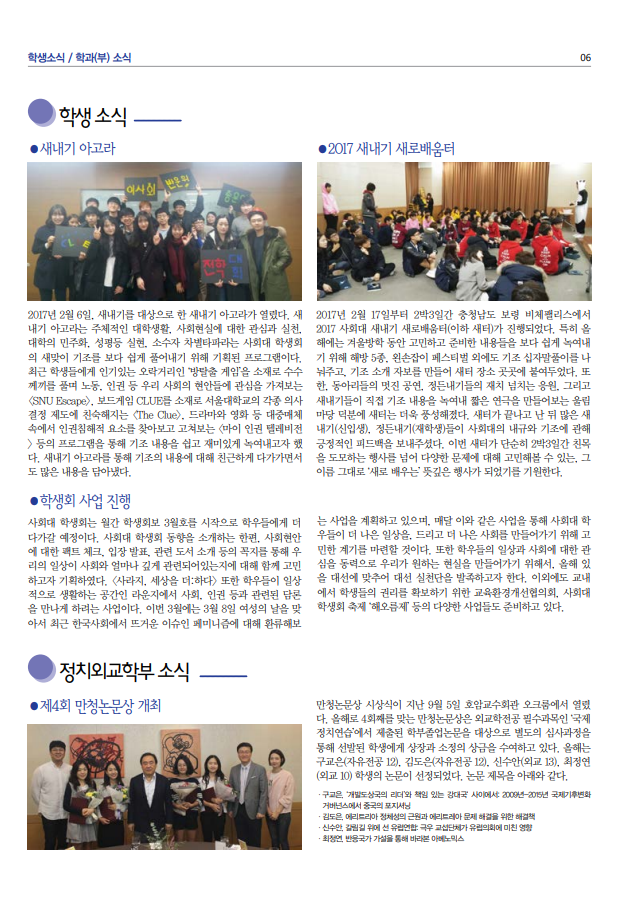 학생소식 / 학과(부) 소식
06
학생 소식
●새내기 아고라
이사회
변윤영
CLUE
전학대회
2017년 2월 6일, 새내기를 대상으로 한 새내기 아고라가 열렸다. 새
내기 아고라는 주체적인 대학생활, 사회현실에 대한 관심과 실천,
대학의 민주화, 성평등 실현, 소수자 차별타파라는 사회대 학생회
의 새맞이 기조를 보다 쉽게 풀어내기 위해 기획된 프로그램이다.
최근 학생들에게 인기있는 오락거리인 '방탈출 게임'을 소재로 수수
께끼를 풀며 노동, 인권 등 우리 사회의 현안들에 관심을 가져보는
<SNU Escape>, 보드게임 CLUE를 소재로 서울대학교의 각종 의사
결정 제도에 친숙해지는 <The Clue>, 드라마와 영화 등 대중매체
속에서 인권침해적 요소를 찾아보고 고쳐보는 <마이 인권 텔레비전
> 등의 프로그램을 통해 기조 내용을 쉽고 재미있게 녹여내고자 했
다. 새내기 아고라를 통해 기조의 내용에 대해 친근하게 다가가면서
도 많은 내용을 담아냈다.
●2017 새내기 새로배움터
2017년 2월 17일부터 2박3일간 충청남도 보령 비체팰리스에서
2017 사회대 새내기 새로배움터(이하 새터)가 진행되었다. 특히 올
해에는 겨울방학 동안 고민하고 준비한 내용들을 보다 쉽게 녹여내
기 위해 해방 5종, 왼손잡이 페스티벌 외에도 기조 십자말풀이를 나
눠주고, 기조 소개 자보를 만들어 새터 장소 곳곳에 붙여두었다. 또
한, 동아리들의 멋진 공연, 정든내기들의 재치 넘치는 응원, 그리고
새내기들이 직접 기조 내용을 녹여내 짧은 연극을 만들어보는 울림
마당 덕분에 새터는 더욱 풍성해졌다. 새터가 끝나고 난 뒤 많은 새
내기(신입생), 정든내기(재학생)들이 사회대의 내규와 기조에 관해
긍정적인 피드백을 보내주셨다. 이번 새터가 단순히 2박3일간 친목
을 도모하는 행사를 넘어 다양한 문제에 대해 고민해볼 수 있는, 그
이름 그대로 '새로 배우는' 뜻깊은 행사가 되었기를 기원한다.
●학생회 사업 진행
사회대 학생회는 월간 학생회보 3월호를 시작으로 학우들에게 더
다가갈 예정이다. 사회대 학생회 동향을 소개하는 한편, 사회현안
에 대한 팩트 체크, 입장 발표, 관련 도서 소개 등의 꼭지를 통해 우
리의 일상이 사회와 얼마나 깊게 관련되어있는지에 대해 함께 고민
하고자 기획하였다. <사라지, 세상을 더:하다> 또한 학우들이 일상
적으로 생활하는 공간인 라운지에서 사회, 인권 등과 관련된 담론
을 만나게 하려는 사업이다. 이번 3월에는 3월 8일 여성의 날을 맞
아서 최근 한국사회에서 뜨거운 이슈인 페미니즘에 대해 환류해보
는 사업을 계획하고 있으며, 매달 이와 같은 사업을 통해 사회대 학
우들이 더 나은 일상을, 드리고 더 나은 사회를 만들어가기 위해 고
민한 계기를 마련할 것이다. 또한 학우들의 일상과 사회에 대한 관
심을 동력으로 우리가 원하는 현실을 만들어가기 위해서, 올해 있
을 대선에 맞추어 대선 실천단을 발족하고자 한다. 이외에도 교내
에서 학생들의 권리를 확보하기 위한 교육환경개선협의회, 사회대
학생회 축제 '해오름제' 등의 다양한 사업들도 준비하고 있다.
정치외교학부 소식
●제4회 만청논문상 개최
만청논문상 시상식이 지난 9월 5일 호암교수회관 오크룸에서 열렸
다. 올해로 4회째를 맞는 만청논문상은 외교학전공 필수과목인 '국제
정치연습'에서 제출된 학부졸업논문을 대상으로 별도의 심사과정을
통해 선발된 학생에게 상장과 소정의 상금을 수여하고 있다. 올해는
구교은(자유전공 12), 김도은(자유전공 12), 신수안(외교 13), 최정연
(외교 10) 학생의 논문이 선정되었다. 논문 제목을 아래와 같다.
· 구교은, '개발도상국의 리더'와 '책임 있는 강대국' 사이에서: 2009년-2015년 국제기후변화
거버넌스에서 중국의 포지셔닝
· 김도은, 에리트리아 정체성의 근원과 에리트레아 문제 해결을 위한 해결책
· 신수안, 갈림길 위에 선 유럽연합: 극우 교섭단체가 유럽의회에 미친 영향
· 최정연, 반응국가 가설을 통해 바라본 아베노믹스